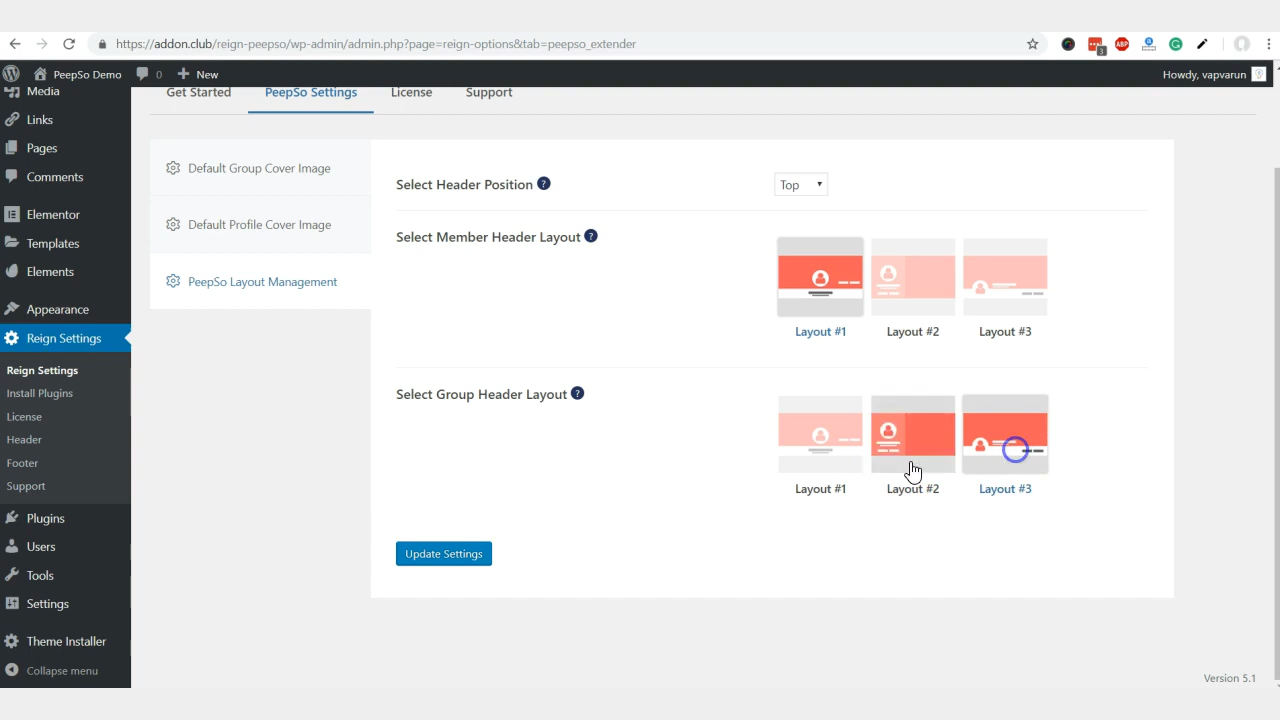 https://addon.club/reign-peepso/wp-admin/admin.php?page=reign-options&tab=peepso_extender
ABP
3
PeepSo Demo 0 New Howdy, vapvarun
Media
Links
Pages
Comments
Elementor
Templates
Elements
Appearance
Reign Settings
Reign Settings
Install Plugins
License
Header
Footer
Support
Plugins
Users
Tools
Settings
Theme Installer
Collapse menu
Get Started PeepSo Settings License Support
Default Group Cover Image
Default Profile Cover Image
PeepSo Layout Management
Select Header Position ? Top
Select Member Header Layout ?
Layout #1 Layout #2 Layout #3
Select Group Header Layout ?
Layout #1 Layout #2 Layout #3
Update Settings
Version 5.1